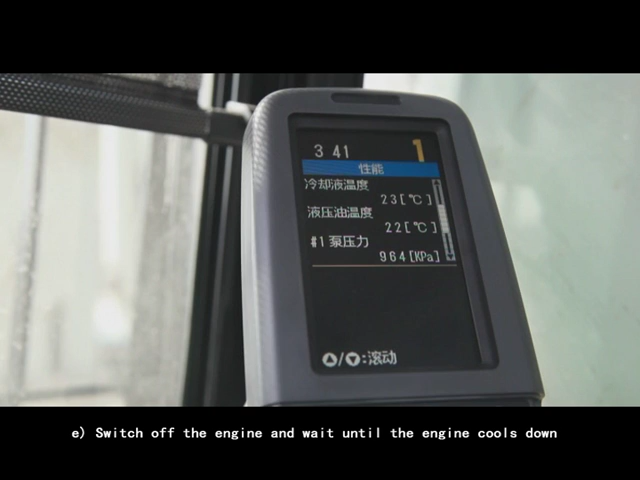 3 41 1
性能
冷却液温度
23[℃]
液压油温度
22[℃]
#1 泵压力
964[KPa]
▲/▼:滚动
e) Switch off the engine and wait until the engine cools down